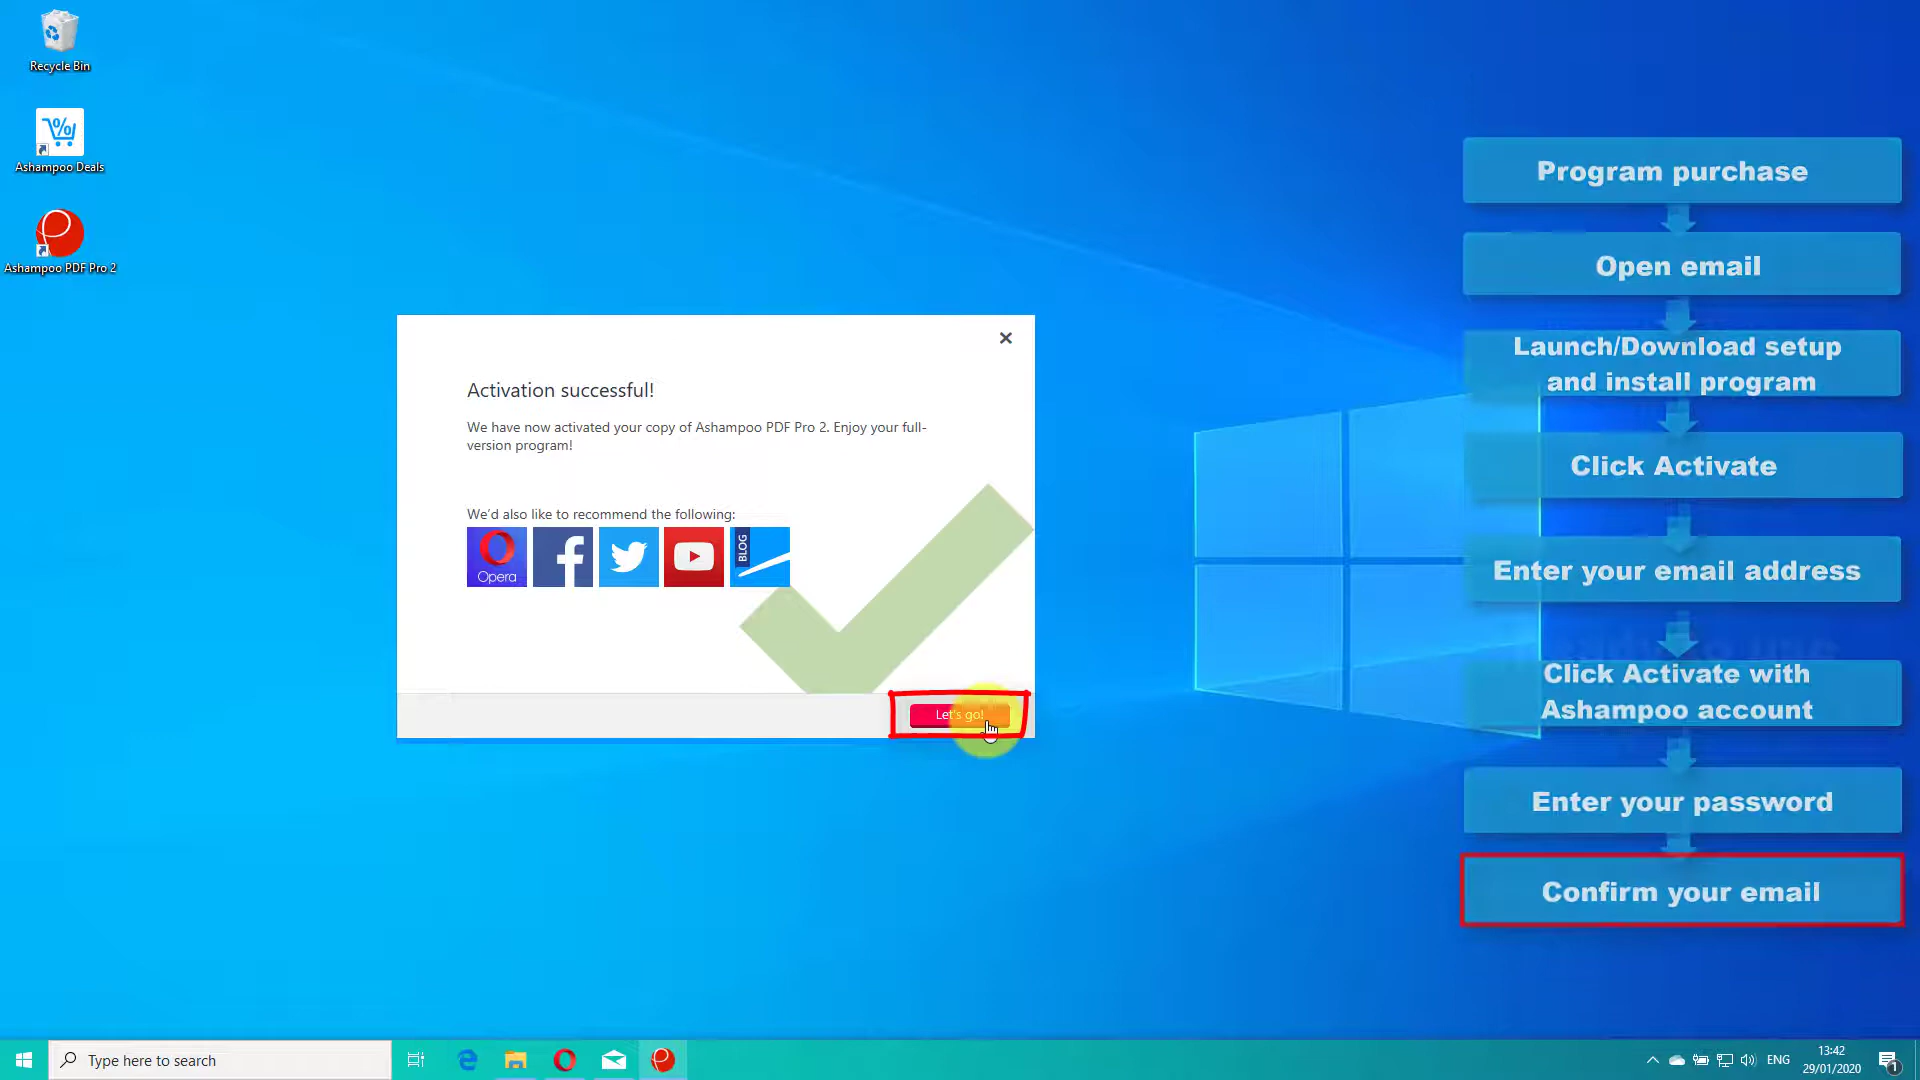 Recycle Bin
Ashampoo Deals
Ashampoo PDF Pro 2
Activation successful!
We have now activated your copy of Ashampoo PDF Pro 2. Enjoy your full-
version program!
We'd also like to recommend the following:
Opera
BLOG
Let's go!
Program purchase
Open email
Launch/Download setup
and install program
Click Activate
Enter your email address
Click Activate with
Ashampoo account
Enter your password
Confirm your email
Type here to search
ENG
13:42
29/01/2020
1